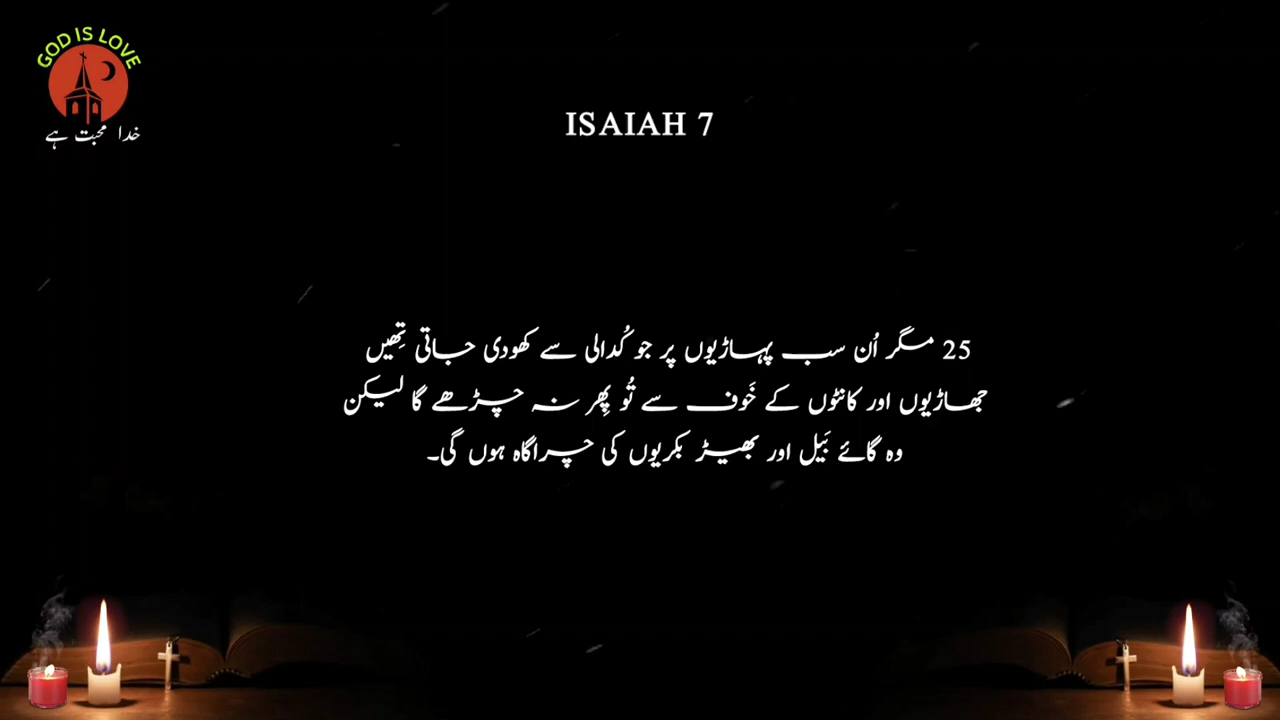 GOD IS LOVE
خدا محبت ہے
ISAIAH 7
25 مگر اُن سب پہاڑیوں پر جو کُدالی سے کھودی جاتی تِھیں
جھاڑیوں اور کانٹوں کے خَوف سے تُو پِھر نہ چڑھے گا لیکن
وہ گائے بَیل اور بھیڑ بکریوں کی چراگاہ ہوں گی۔